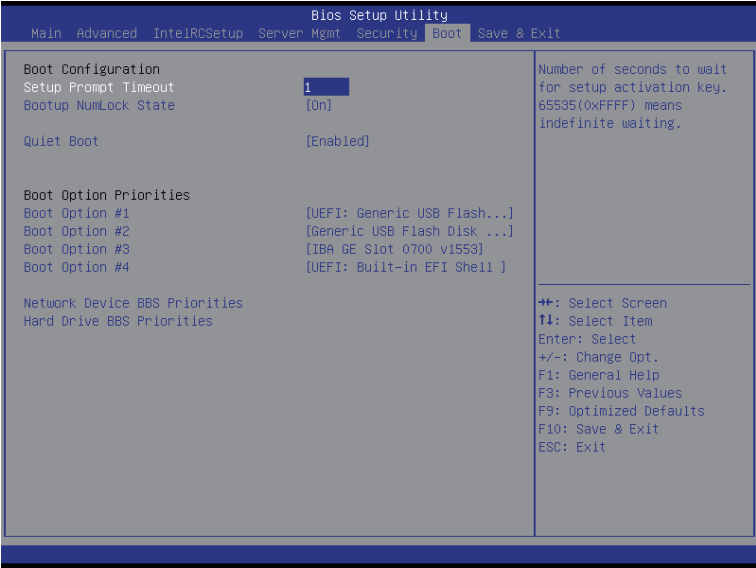 Bios Setup Utility
Main Advanced IntelRCSetup Server Mgmt Security Boot Save & Exit
Boot Configuration
Setup Prompt Timeout 1
Bootup NumLock State [On]
Quiet Boot [Enabled]
Boot Option Priorities
Boot Option #1 [UEFI: Generic USB Flash...]
Boot Option #2 [Generic USB Flash Disk ...]
Boot Option #3 [IBA GE Slot 0700 v1553]
Boot Option #4 [UEFI: Built-in EFI Shell ]
Network Device BBS Priorities
Hard Drive BBS Priorities
Number of seconds to wait
for setup activation key.
65535(0xFFFF) means
indefinite waiting.
→←: Select Screen
↑↓: Select Item
Enter: Select
+/-: Change Opt.
F1: General Help
F3: Previous Values
F9: Optimized Defaults
F10: Save & Exit
ESC: Exit